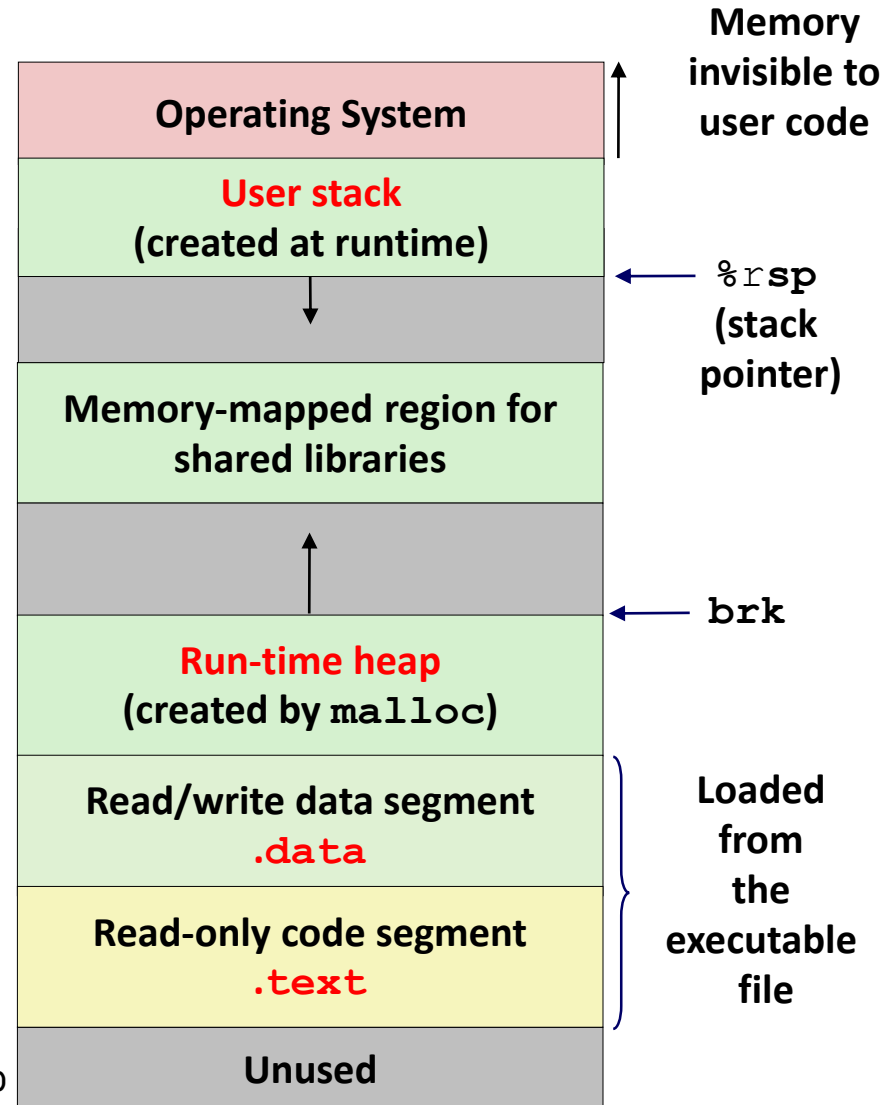 Memory
invisible to
user code
Operating System
User stack
(created at runtime)
%rsp
(stack
pointer)
Memory-mapped region for
shared libraries
brk
Run-time heap
(created by malloc)
Read/write data segment
.data
Loaded
from
the
executable
file
Read-only code segment
.text
Unused
0